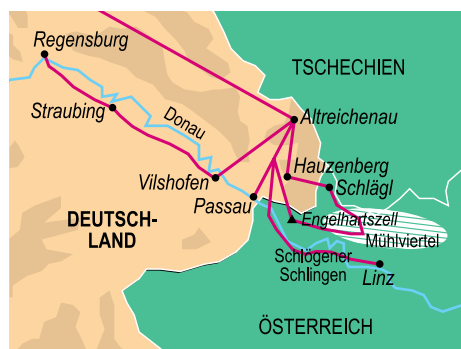 Regensburg
TSCHECHIEN
Straubing
Donau
Altreichenau
Hauzenberg
Vilshofen
Schlägl
Passau
DEUTSCH-
LAND
Engelhartszell
Mühlviertel
Schlögener
Schlingen
Linz
ÖSTERREICH